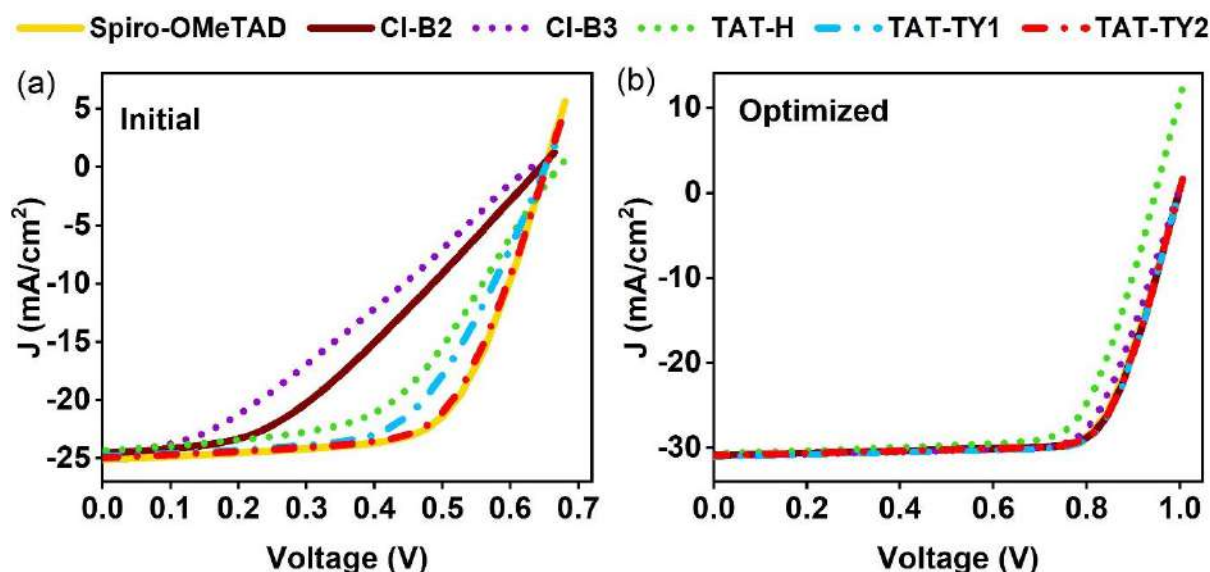 Spiro-OMeTAD Cl-B2 Cl-B3 TAT-H TAT-TY1 TAT-TY2
(a) Initial
5
0
-5
-10
-15
-20
-25
J (mA/cm²)
0.0 0.1 0.2 0.3 0.4 0.5 0.6 0.7
Voltage (V)
(b) Optimized
10
0
-10
-20
-30
J (mA/cm²)
0.0 0.2 0.4 0.6 0.8 1.0
Voltage (V)